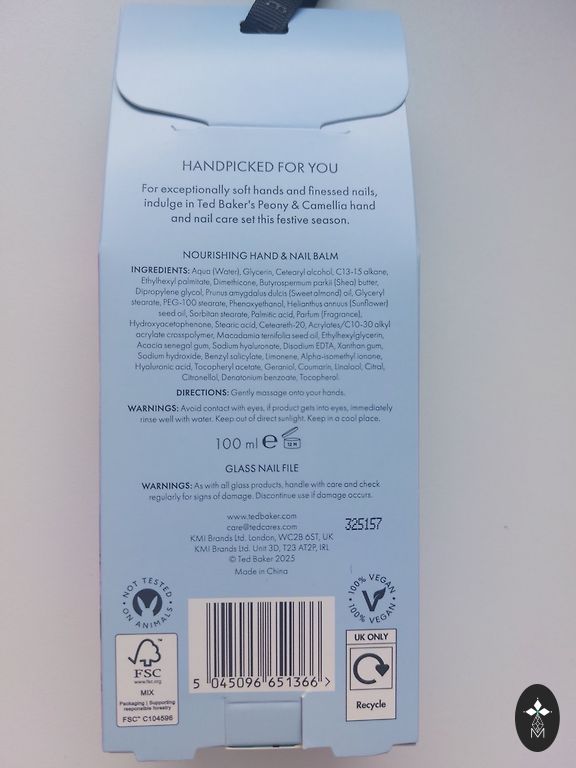 HANDPICKED FOR YOU
For exceptionally soft hands and finessed nails,
indulge in Ted Baker's Peony & Camellia hand
and nail care set this festive season.
NOURISHING HAND & NAIL BALM
INGREDIENTS: Aqua (Water), Glycerin, Cetearyl alcohol, C13-15 alkane,
Ethylhexyl palmitate, Dimethicone, Butyrospermum parkii (Shea) butter,
Dipropylene glycol, Prunus amygdalus dulcis (Sweet almond) oil, Glyceryl
stearate, PEG-100 stearate, Phenoxyethanol, Helianthus annuus (Sunflower)
seed oil, Sorbitan stearate, Palmitic acid, Parfum (Fragrance),
Hydroxyacetophenone, Stearic acid, Ceteareth-20, Acrylates/C10-30 alkyl
acrylate crosspolymer, Macadamia ternifolia seed oil, Ethylhexylglycerin,
Acacia senegal gum, Sodium hyaluronate, Disodium EDTA, Xanthan gum,
Sodium hydroxide, Benzyl salicylate, Limonene, Alpha-isomethyl ionone,
Hyaluronic acid, Tocopheryl acetate, Geraniol, Coumarin, Linalool, Citral,
Citronellol, Denatonium benzoate, Tocopherol.
DIRECTIONS: Gently massage onto your hands.
WARNINGS: Avoid contact with eyes, if product gets into eyes, immediately
rinse well with water. Keep out of direct sunlight. Keep in a cool place.
100 ml e 12 M
GLASS NAIL FILE
WARNINGS: As with all glass products, handle with care and check
regularly for signs of damage. Discontinue use if damage occurs.
www.tedbaker.com
care@tedcares.com
325157
KMI Brands Ltd. London, WC2B 6ST, UK
KMI Brands Ltd. Unit 3D, T23 AT2P, IRL
© Ted Baker 2025
Made in China
NOT TESTED
ON ANIMALS
100% VEGAN
100% VEGAN
FSC
www.fsc.org
MIX
Packaging | Supporting
responsible forestry
FSC® C104596
5 045096 651366 >
UK ONLY
Recycle
M